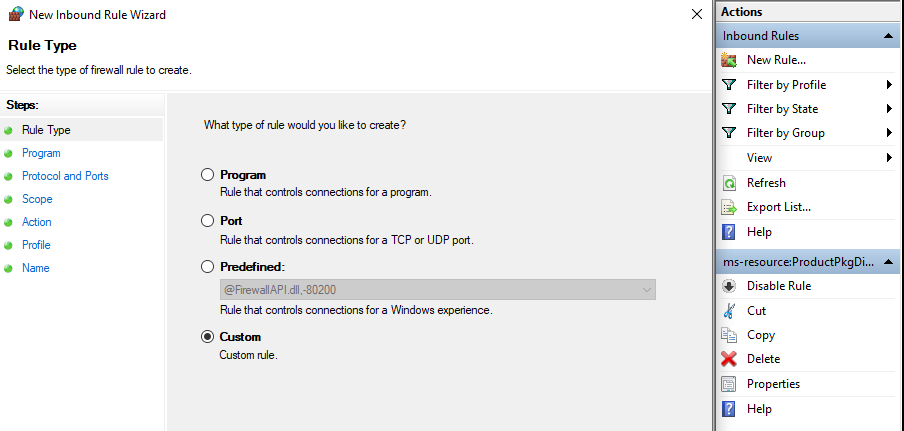 New Inbound Rule Wizard
Rule Type
Select the type of firewall rule to create.
Steps:
Rule Type
Program
Protocol and Ports
Scope
Action
Profile
Name
What type of rule would you like to create?
Program
Rule that controls connections for a program.
Port
Rule that controls connections for a TCP or UDP port.
Predefined:
@FirewallAPI.dll,-80200
Rule that controls connections for a Windows experience.
Custom
Custom rule.
Actions
Inbound Rules
New Rule...
Filter by Profile
Filter by State
Filter by Group
View
Refresh
Export List...
Help
ms-resource:ProductPkgDi...
Disable Rule
Cut
Copy
Delete
Properties
Help